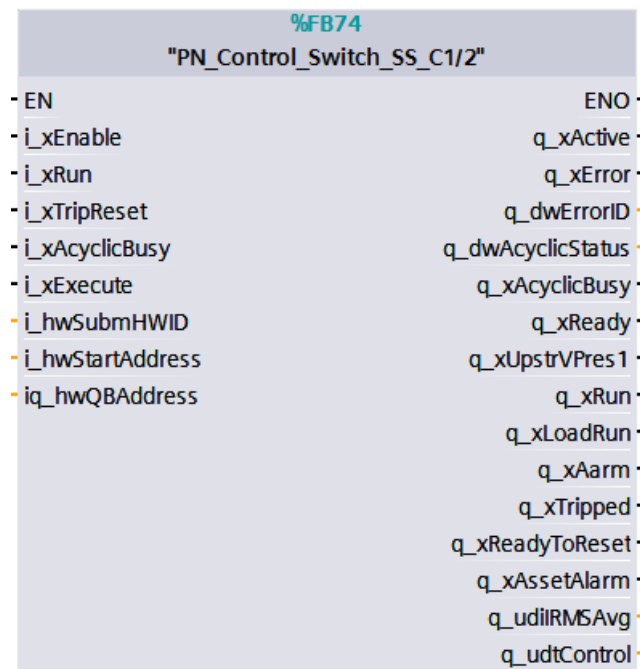 %FB74
"PN_Control_Switch_SS_C1/2"
EN ENO
i_xEnable q_xActive
i_xRun q_xError
i_xTripReset q_dwErrorID
i_xAcyclicBusy q_dwAcyclicStatus
i_xExecute q_xAcyclicBusy
i_hwSubmHWID q_xReady
i_hwStartAddress q_xUpstrVPres1
iq_hwQBAddress q_xRun
q_xLoadRun
q_xAarm
q_xTripped
q_xReadyToReset
q_xAssetAlarm
q_udiIRMSAvg
q_udtControl